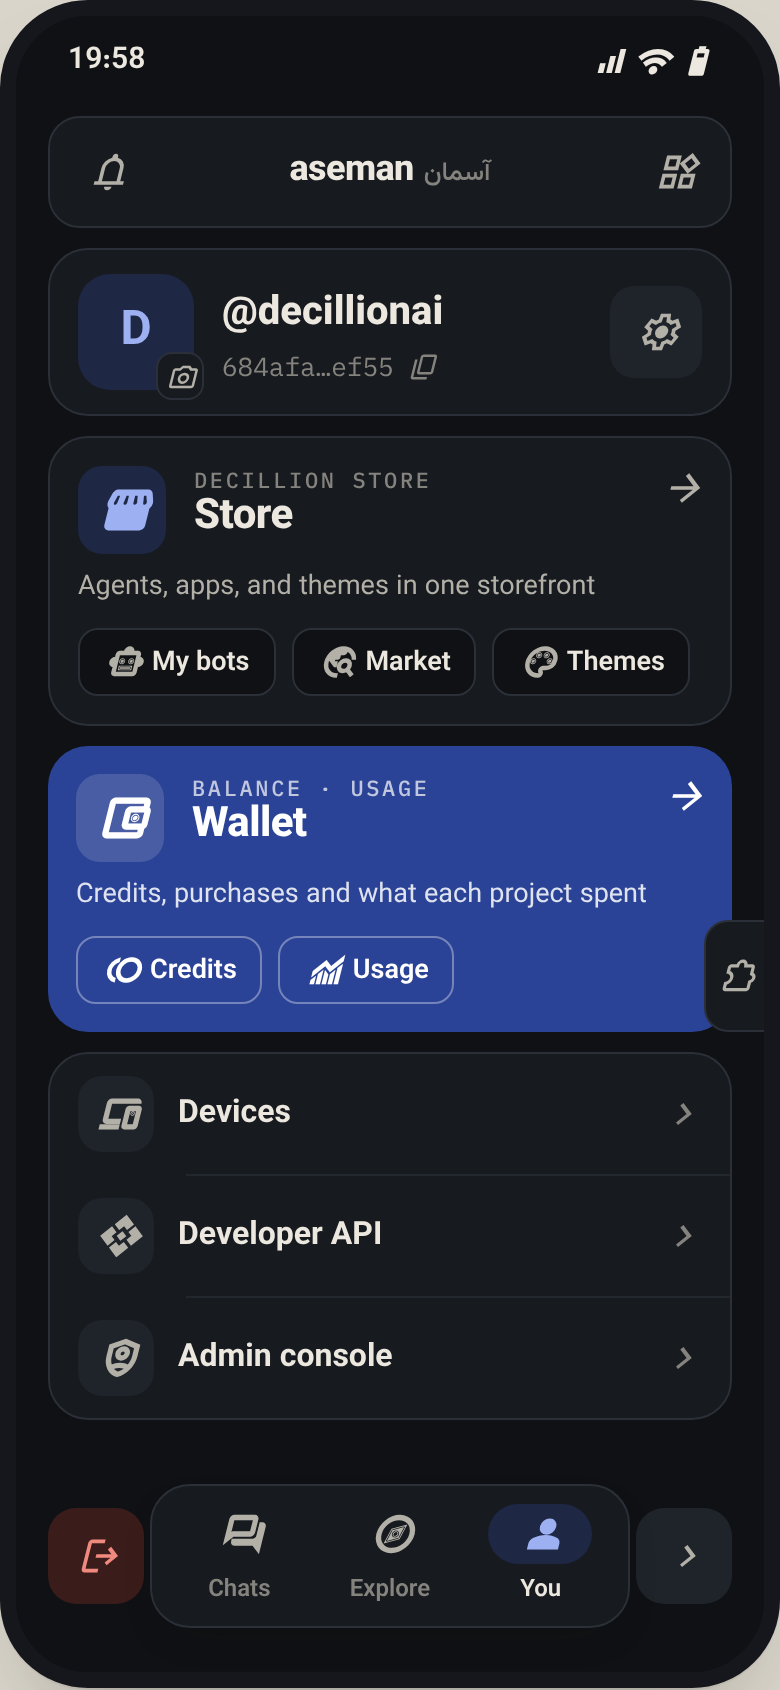 19:58
aseman آسمان
D
@decillionai
684afa…ef55
DECILLION STORE
Store
Agents, apps, and themes in one storefront
My bots
Market
Themes
BALANCE · USAGE
Wallet
Credits, purchases and what each project spent
Credits
Usage
Devices
Developer API
Admin console
Chats
Explore
You